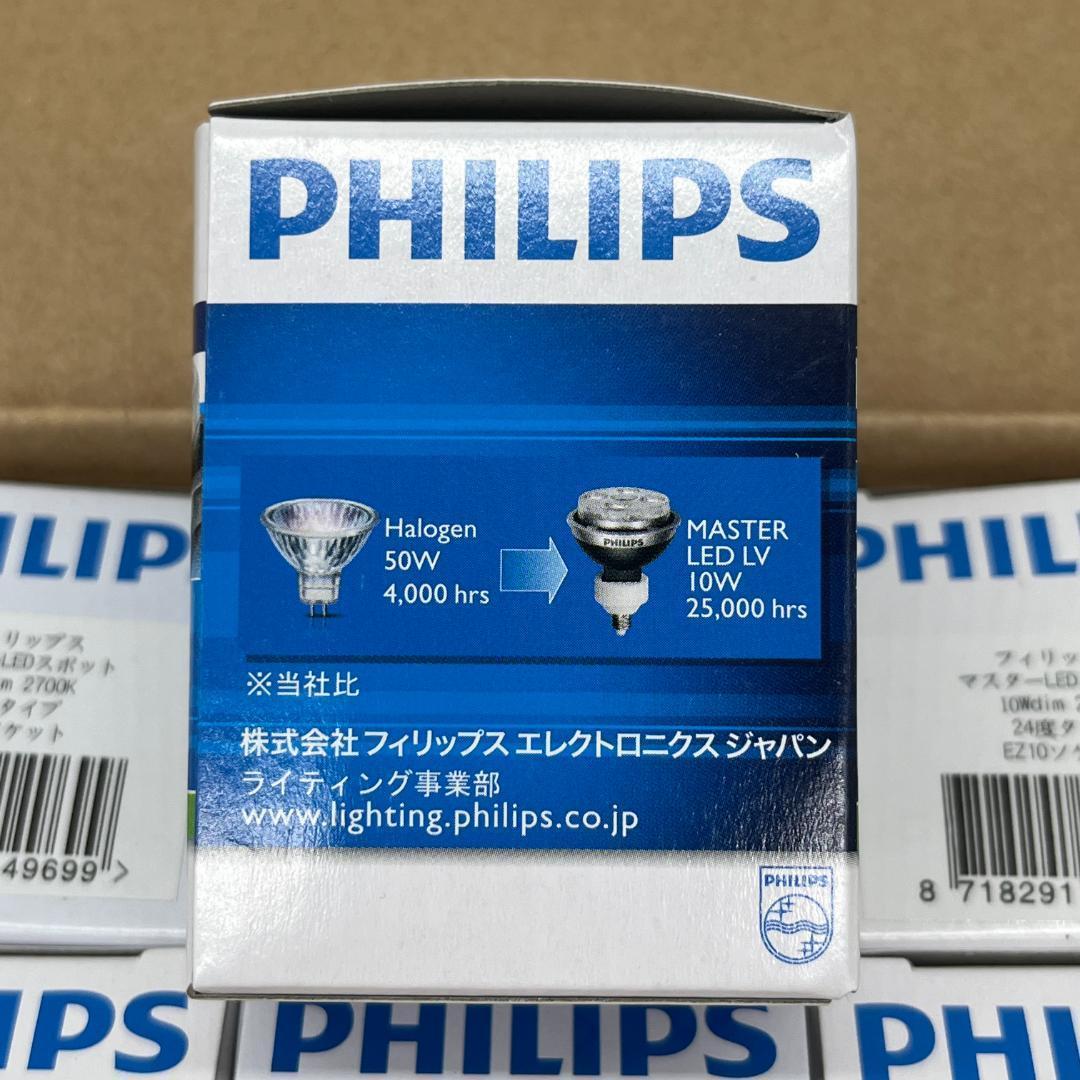 PHILIPS
Halogen
50W
4,000 hrs
PHILIPS
MASTER
LED LV
10W
25,000 hrs
※当社比
株式会社フィリップス エレクトロニクス ジャパン
ライティング事業部
www.lighting.philips.co.jp
PHILIPS
HILIP
リップス
LEDスポット
m 2700K
タイプ
ケット
49699 >
PHILI
フィリッ
マスターLED
10Wdim 2
24度タ
EZ10ソケ
8 718291
PHILIPS
PHILIPS
PHIL